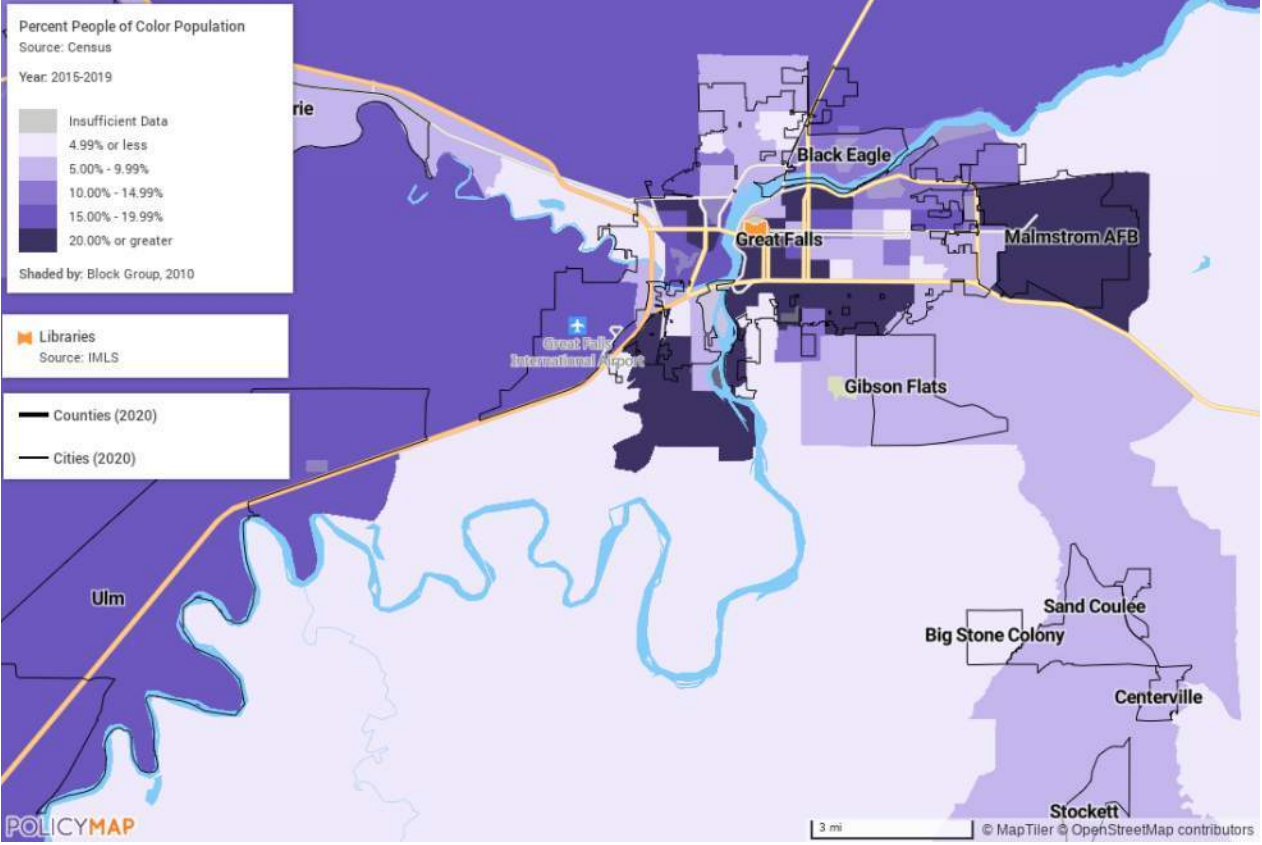 Percent People of Color Population
Source: Census
Year: 2015-2019
Insufficient Data
4.99% or less
5.00% - 9.99%
10.00% - 14.99%
15.00% - 19.99%
20.00% or greater
Shaded by: Block Group, 2010
Libraries
Source: IMLS
Counties (2020)
Cities (2020)
rie
Black Eagle
Great Falls
Malmstrom AFB
Great Falls
International Airport
Gibson Flats
Ulm
Sand Coulee
Big Stone Colony
Centerville
Stockett
POLICYMAP
3 mi
© MapTiler © OpenStreetMap contributors